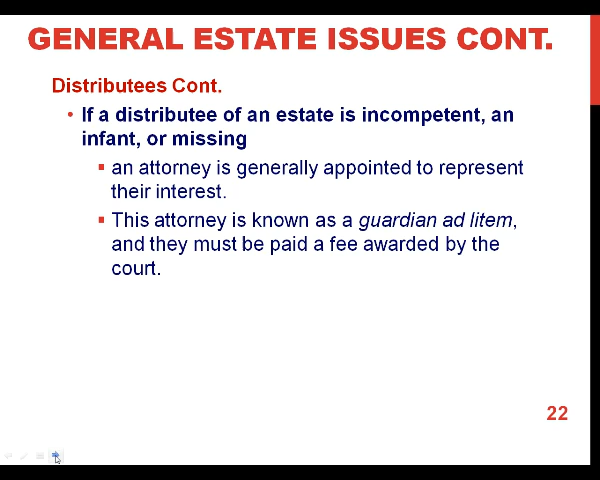 GENERAL ESTATE ISSUES CONT.
Distributees Cont.
• If a distributee of an estate is incompetent, an
infant, or missing
▪ an attorney is generally appointed to represent
their interest.
▪ This attorney is known as a guardian ad litem,
and they must be paid a fee awarded by the
court.
22